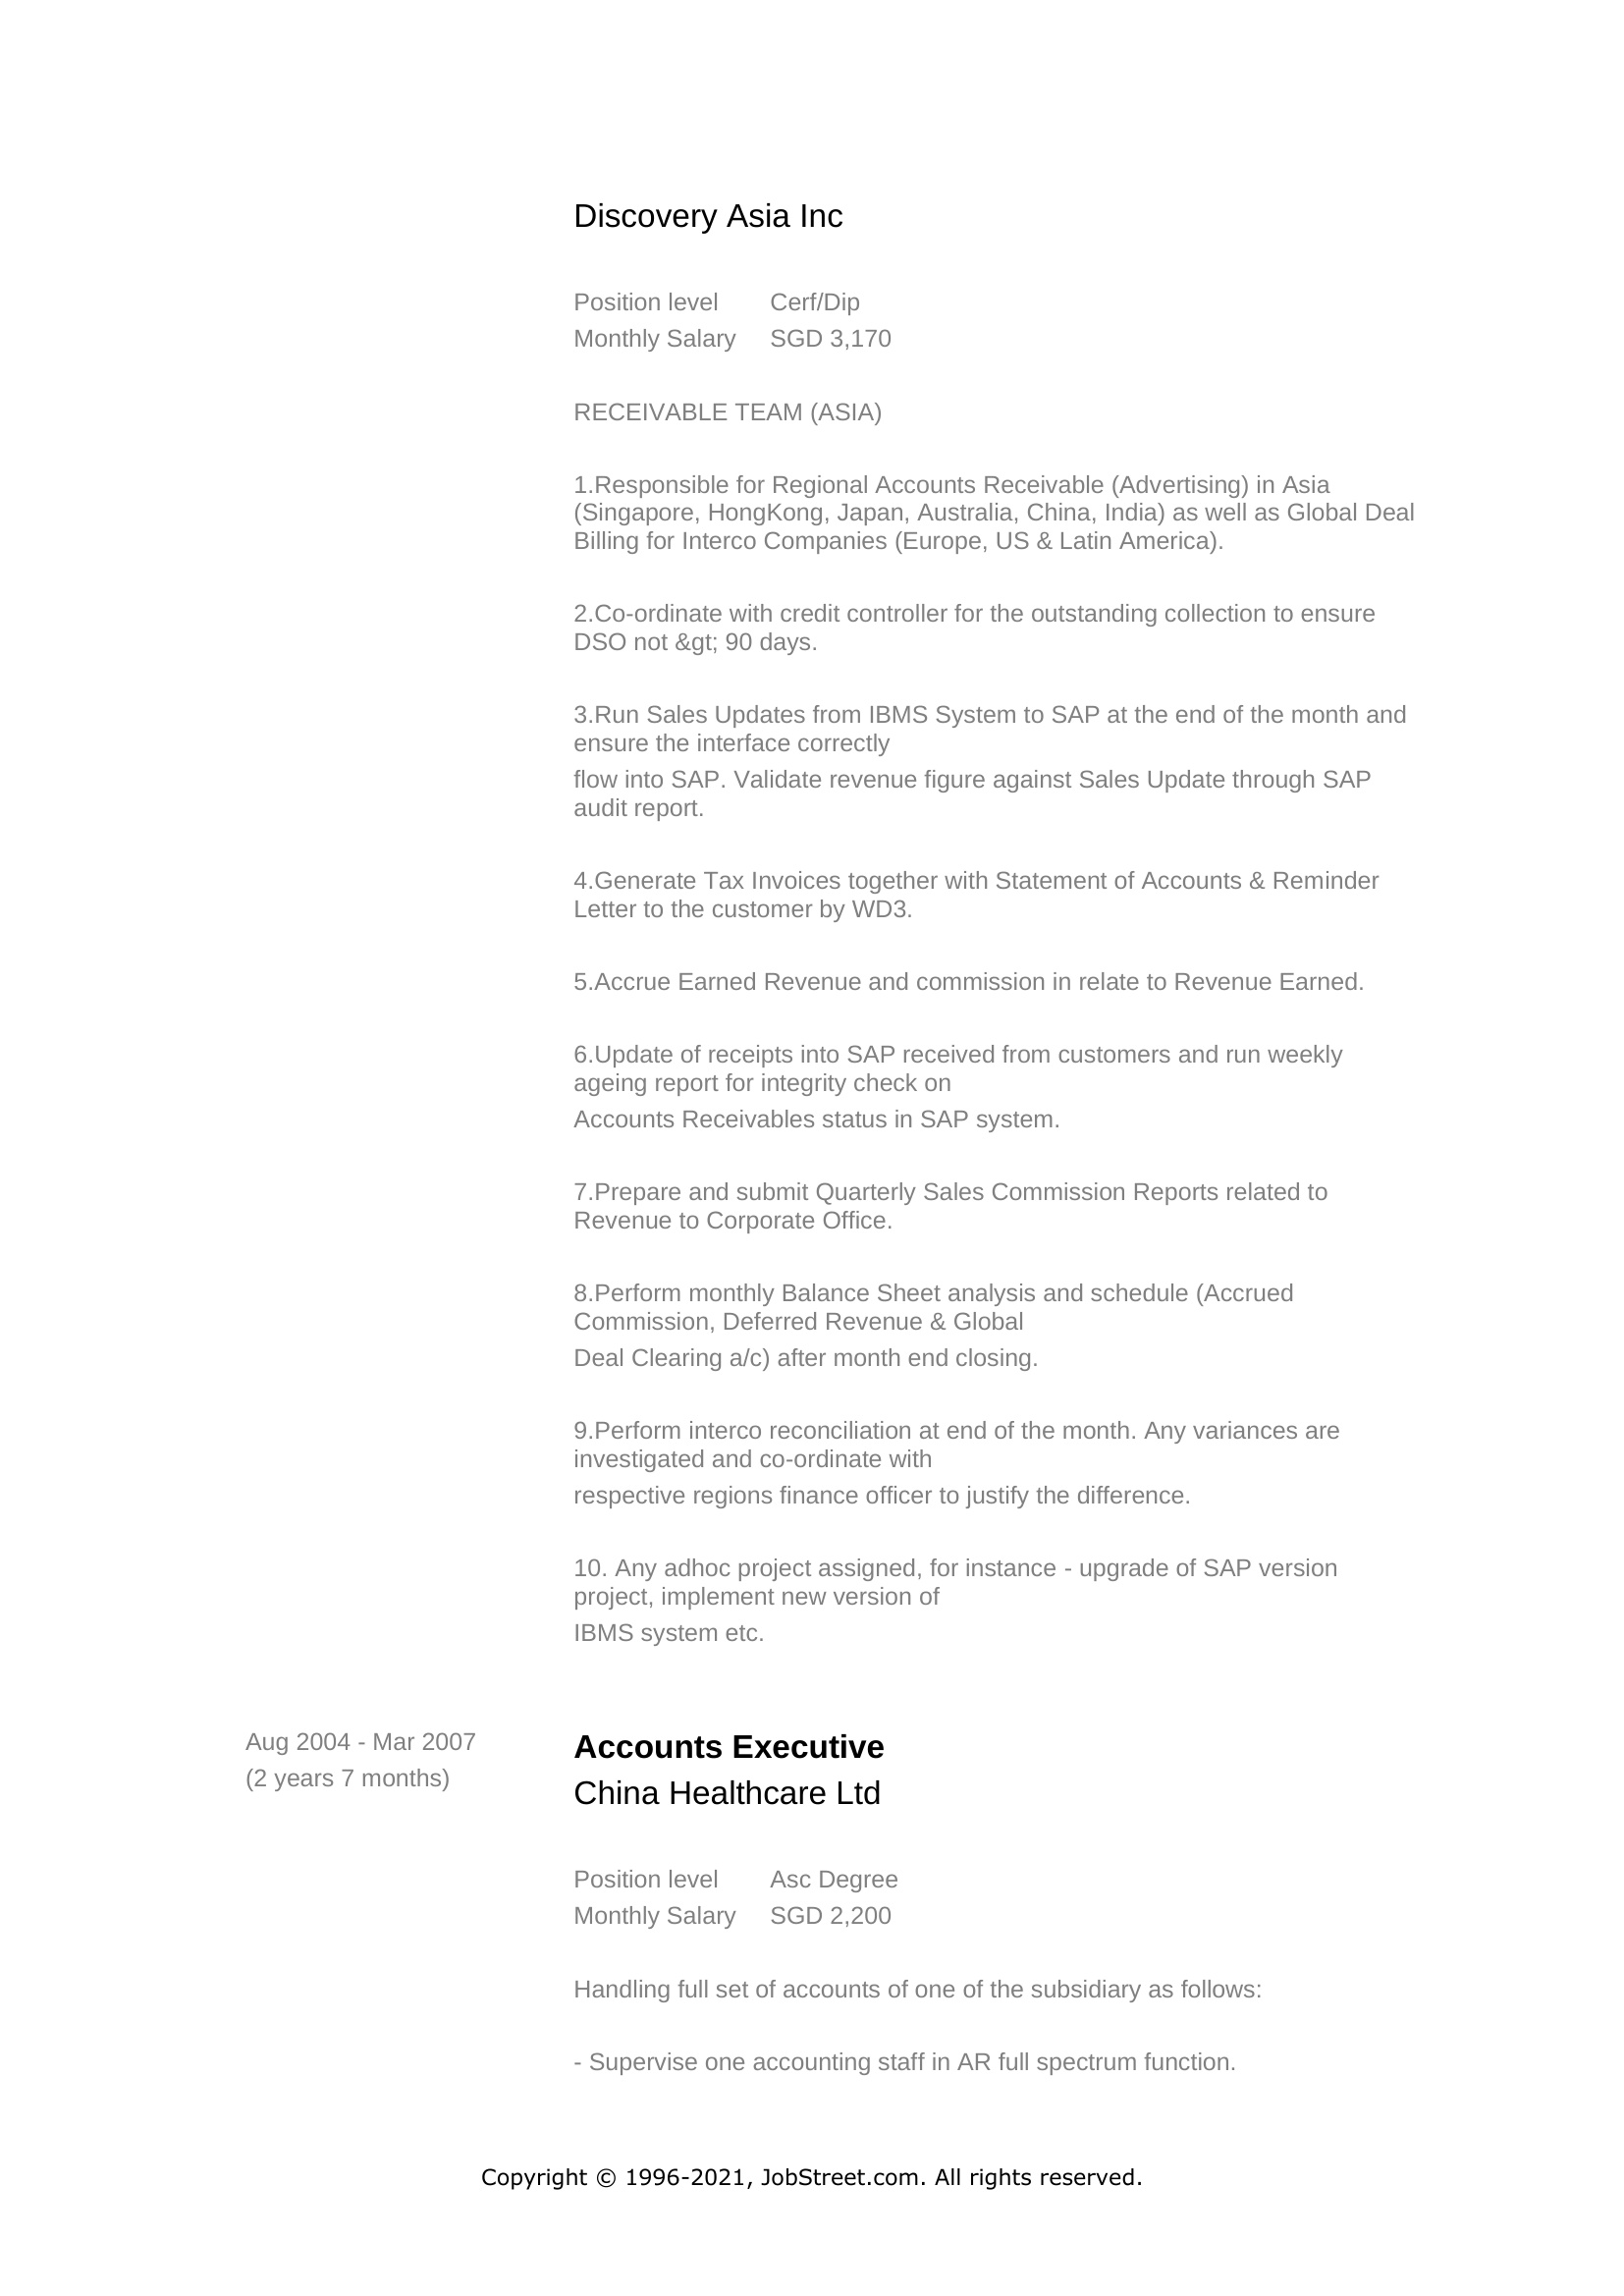 Discovery Asia Inc
Position level Cerf/Dip
Monthly Salary SGD 3,170
RECEIVABLE TEAM (ASIA)
1.Responsible for Regional Accounts Receivable (Advertising) in Asia
(Singapore, HongKong, Japan, Australia, China, India) as well as Global Deal
Billing for Interco Companies (Europe, US & Latin America).
2.Co-ordinate with credit controller for the outstanding collection to ensure
DSO not &gt; 90 days.
3.Run Sales Updates from IBMS System to SAP at the end of the month and
ensure the interface correctly
flow into SAP. Validate revenue figure against Sales Update through SAP
audit report.
4.Generate Tax Invoices together with Statement of Accounts & Reminder
Letter to the customer by WD3.
5.Accrue Earned Revenue and commission in relate to Revenue Earned.
6.Update of receipts into SAP received from customers and run weekly
ageing report for integrity check on
Accounts Receivables status in SAP system.
7.Prepare and submit Quarterly Sales Commission Reports related to
Revenue to Corporate Office.
8.Perform monthly Balance Sheet analysis and schedule (Accrued
Commission, Deferred Revenue & Global
Deal Clearing a/c) after month end closing.
9.Perform interco reconciliation at end of the month. Any variances are
investigated and co-ordinate with
respective regions finance officer to justify the difference.
10. Any adhoc project assigned, for instance - upgrade of SAP version
project, implement new version of
IBMS system etc.
Aug 2004 - Mar 2007
(2 years 7 months)
Accounts Executive
China Healthcare Ltd
Position level Asc Degree
Monthly Salary SGD 2,200
Handling full set of accounts of one of the subsidiary as follows:
- Supervise one accounting staff in AR full spectrum function.
Copyright © 1996-2021, JobStreet.com. All rights reserved.